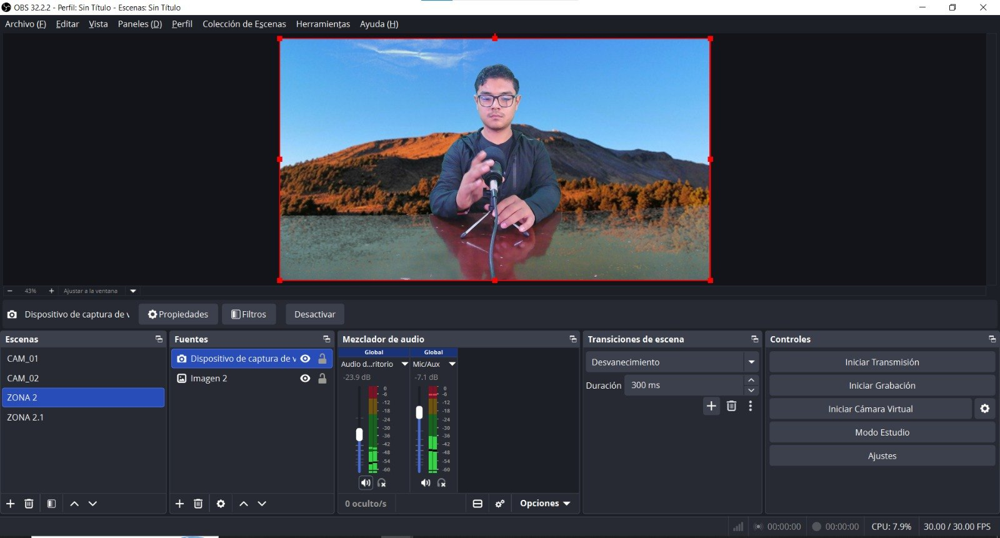 OBS 32.2.2 - Perfil: Sin Título - Escenas: Sin Título
Archivo (F) Editar Vista Paneles (D) Perfil Colección de Escenas Herramientas Ayuda (H)
43% Ajustar a la ventana
Dispositivo de captura de v Propiedades Filtros Desactivar
Escenas
CAM_01
CAM_02
ZONA 2
ZONA 2.1
Fuentes
Dispositivo de captura de v
Imagen 2
Mezclador de audio
Global Global
Audio d...ritorio Mic/Aux
-23.9 dB -7.1 dB
0 0
-6 -6
-12 -12
-18 -18
-24 -24
-30 -30
-36 -36
-42 -42
-48 -48
-54 -54
-60 -60
0 oculto/s Opciones
Transiciones de escena
Desvanecimiento
Duración 300 ms
Controles
Iniciar Transmisión
Iniciar Grabación
Iniciar Cámara Virtual
Modo Estudio
Ajustes
00:00:00 00:00:00 CPU: 7.9% 30.00 / 30.00 FPS